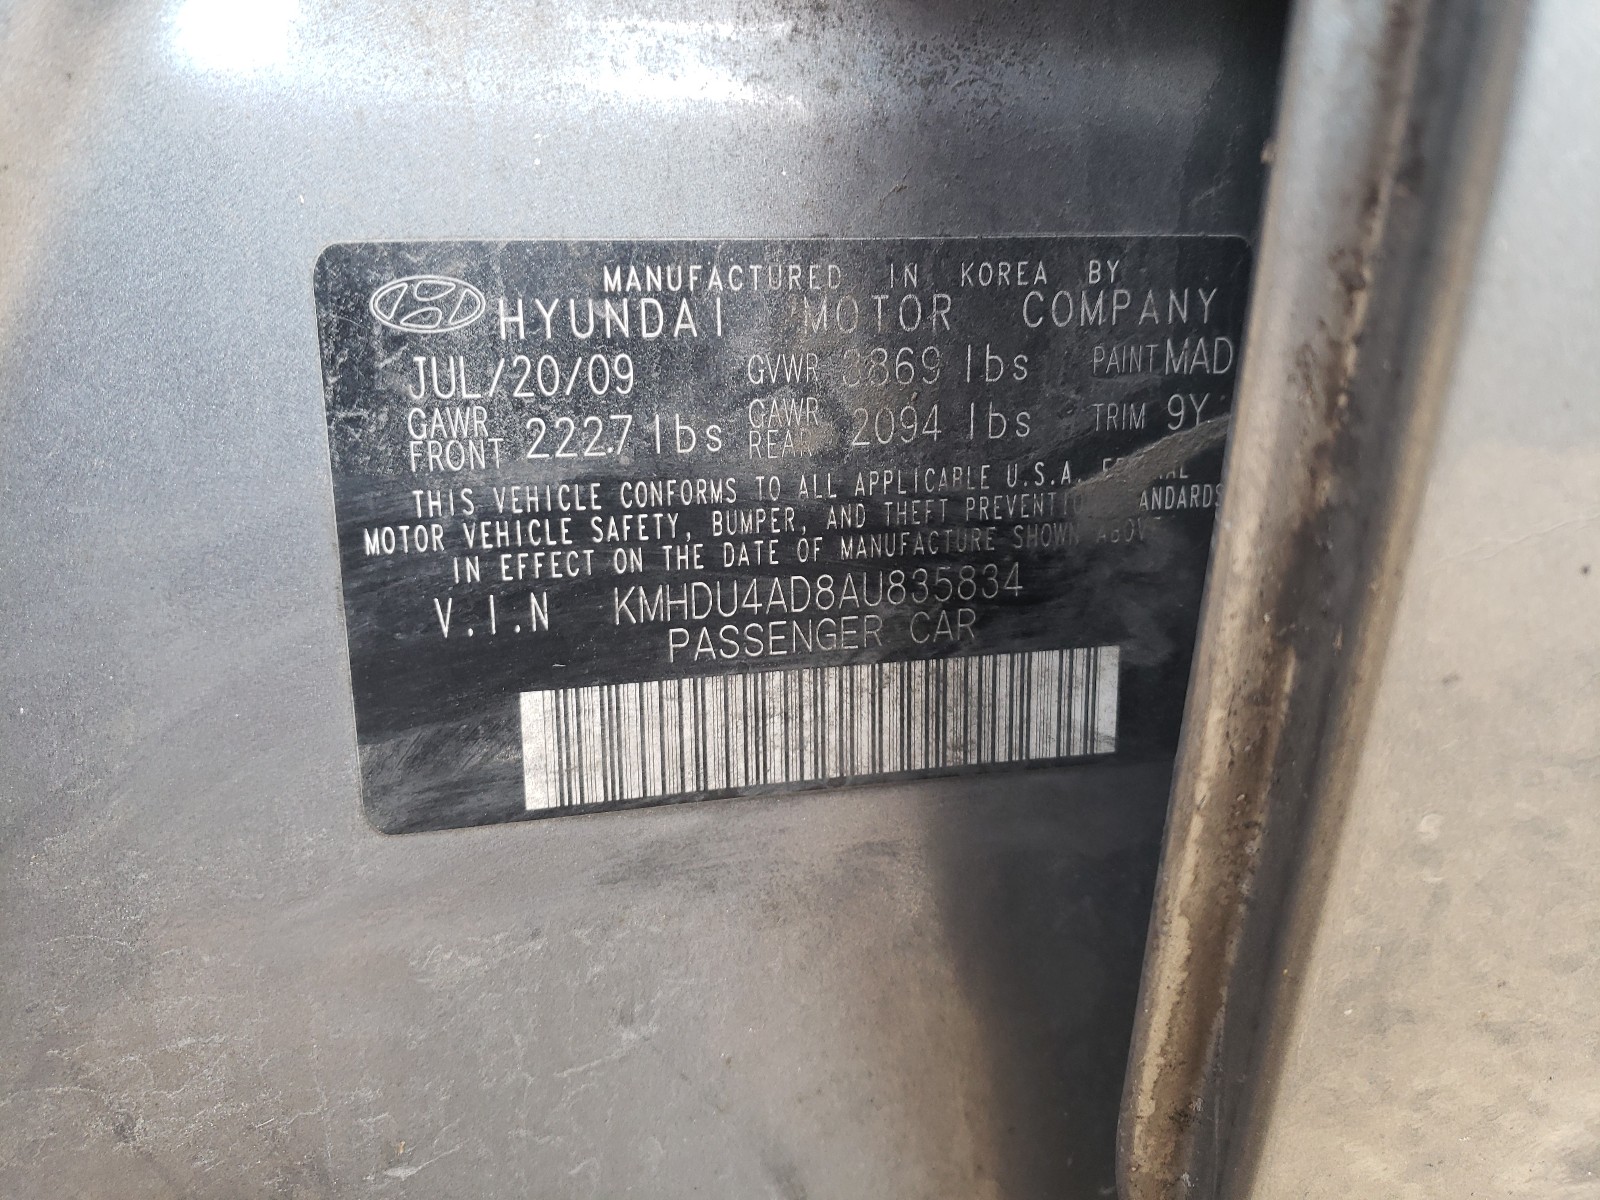 MANUFACTURED IN KOREA BY
HYUNDAI MOTOR COMPANY
JUL/20/09 GVWR 3869 lbs PAINT MAD
GAWR FRONT 2227 lbs GAWR REAR 2094 lbs TRIM 9Y
THIS VEHICLE CONFORMS TO ALL APPLICABLE U.S.A.
MOTOR VEHICLE SAFETY, BUMPER, AND THEFT PREVENTION STANDARDS
IN EFFECT ON THE DATE OF MANUFACTURE SHOWN ABOVE
V.I.N KMHDU4AD8AU835834
PASSENGER CAR